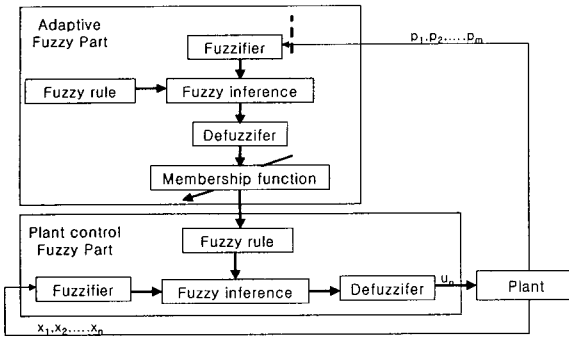 Adaptive
Fuzzy Part
Fuzzifier
p₁,p₂.....pₘ
Fuzzy rule
Fuzzy inference
Defuzzifer
Membership function
Plant control
Fuzzy Part
Fuzzy rule
Fuzzifier
Fuzzy inference
Defuzzifer
uₙ
Plant
x₁,x₂.....xₙ